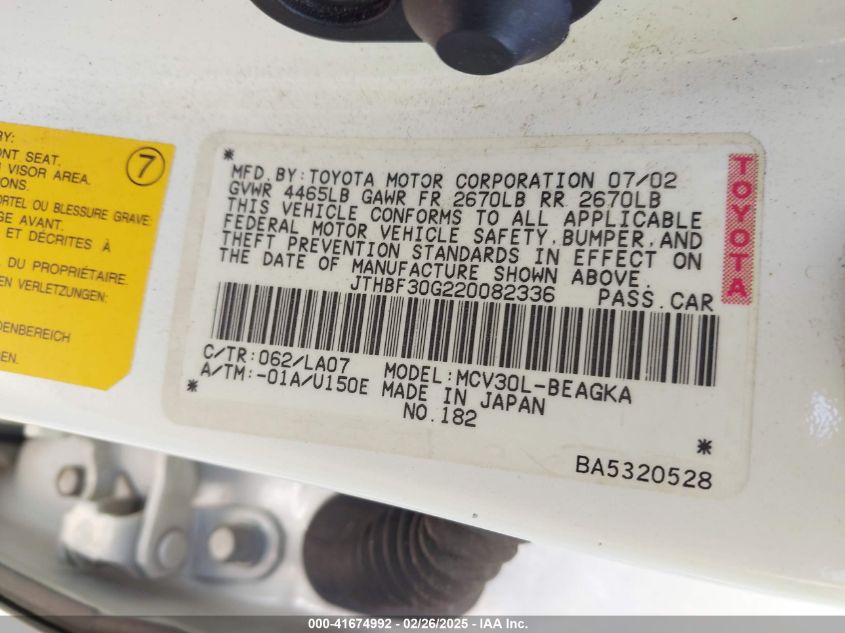 RY:
ONT SEAT.
VISOR AREA.
ONS.
⑦
ORTEL OU BLESSURE GRAVE:
GE AVANT.
ET DÉCRITES À
DU PROPRIÉTAIRE.
EN VERLETZUNGEN.
DENBEREICH
DEN.
*
MFD.BY:TOYOTA MOTOR CORPORATION 07/02
GVWR 4465LB GAWR FR 2670LB RR 2670LB
THIS VEHICLE CONFORMS TO ALL APPLICABLE
FEDERAL MOTOR VEHICLE SAFETY,BUMPER,AND
THEFT PREVENTION STANDARDS IN EFFECT ON
THE DATE OF MANUFACTURE SHOWN ABOVE.
JTHBF30G220082336 PASS.CAR
C/TR:062/LA07 MODEL:MCV30L-BEAGKA
A/TM:-01A/U150E MADE IN JAPAN
* NO.182 *
BA5320528
TOYOTA
000-41674992 - 02/26/2025 - IAA Inc.